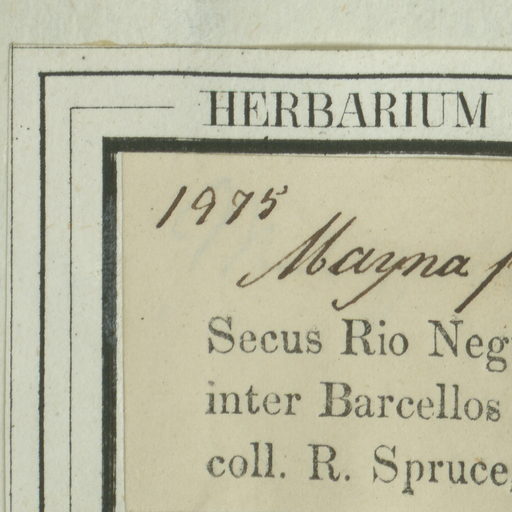 HERBARIUM
1975
Mayna
Secus Rio Neg
inter Barcellos
coll. R. Spruce,